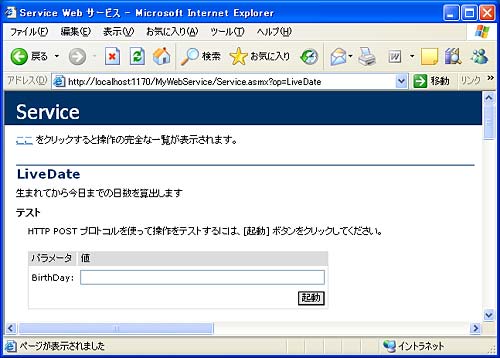 Service Web サービス - Microsoft Internet Explorer
ファイル(F) 編集(E) 表示(V) お気に入り(A) ツール(T) ヘルプ(H)
戻る 検索 お気に入り
アドレス(D) http://localhost:1170/MyWebService/Service.asmx?op=LiveDate 移動 リンク »
Service
ここ をクリックすると操作の完全な一覧が表示されます。
LiveDate
生まれてから今日までの日数を算出します
テスト
HTTP POST プロトコルを使って操作をテストするには、[起動] ボタンをクリックしてください。
パラメータ 値
BirthDay:
起動
ページが表示されました イントラネット